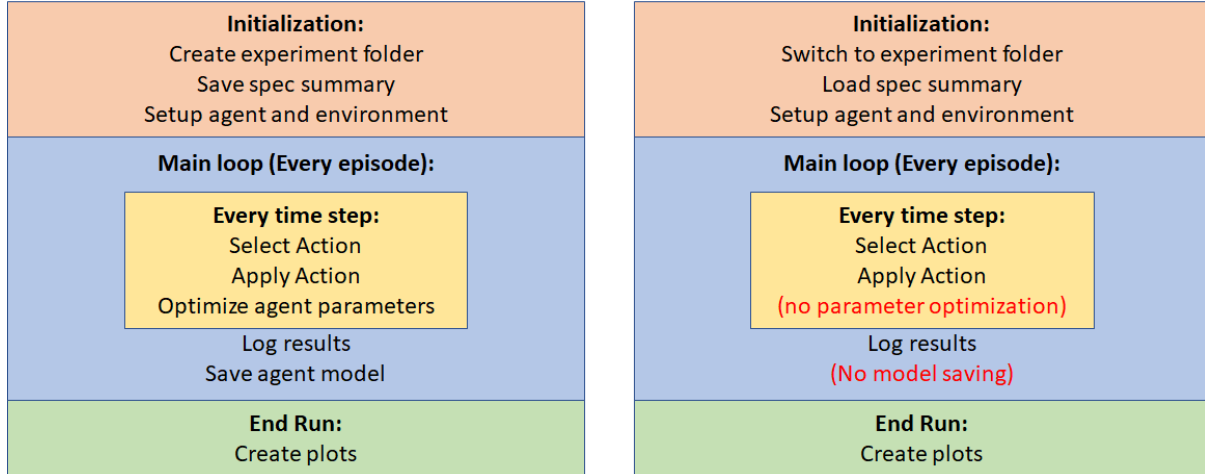 Initialization:
Create experiment folder
Save spec summary
Setup agent and environment
Main loop (Every episode):
Every time step:
Select Action
Apply Action
Optimize agent parameters
Log results
Save agent model
End Run:
Create plots
Initialization:
Switch to experiment folder
Load spec summary
Setup agent and environment
Main loop (Every episode):
Every time step:
Select Action
Apply Action
(no parameter optimization)
Log results
(No model saving)
End Run:
Create plots